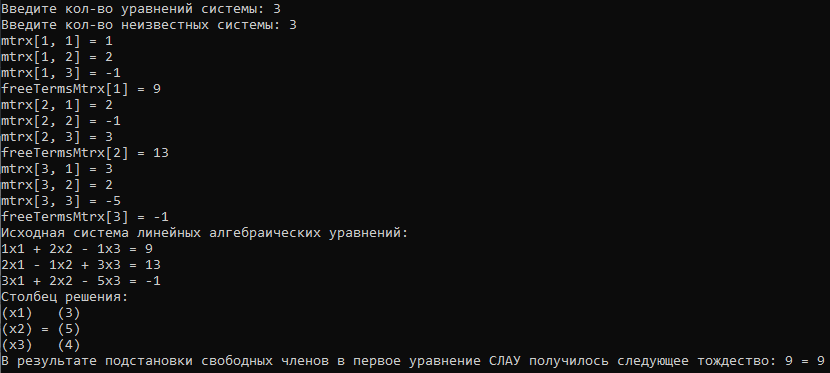 Введите кол-во уравнений системы: 3
Введите кол-во неизвестных системы: 3
mtrx[1, 1] = 1
mtrx[1, 2] = 2
mtrx[1, 3] = -1
freeTermsMtrx[1] = 9
mtrx[2, 1] = 2
mtrx[2, 2] = -1
mtrx[2, 3] = 3
freeTermsMtrx[2] = 13
mtrx[3, 1] = 3
mtrx[3, 2] = 2
mtrx[3, 3] = -5
freeTermsMtrx[3] = -1
Исходная система линейных алгебраических уравнений:
1x1 + 2x2 - 1x3 = 9
2x1 - 1x2 + 3x3 = 13
3x1 + 2x2 - 5x3 = -1
Столбец решения:
(x1)   (3)
(x2) = (5)
(x3)   (4)
В результате подстановки свободных членов в первое уравнение СЛАУ получилось следующее тождество: 9 = 9